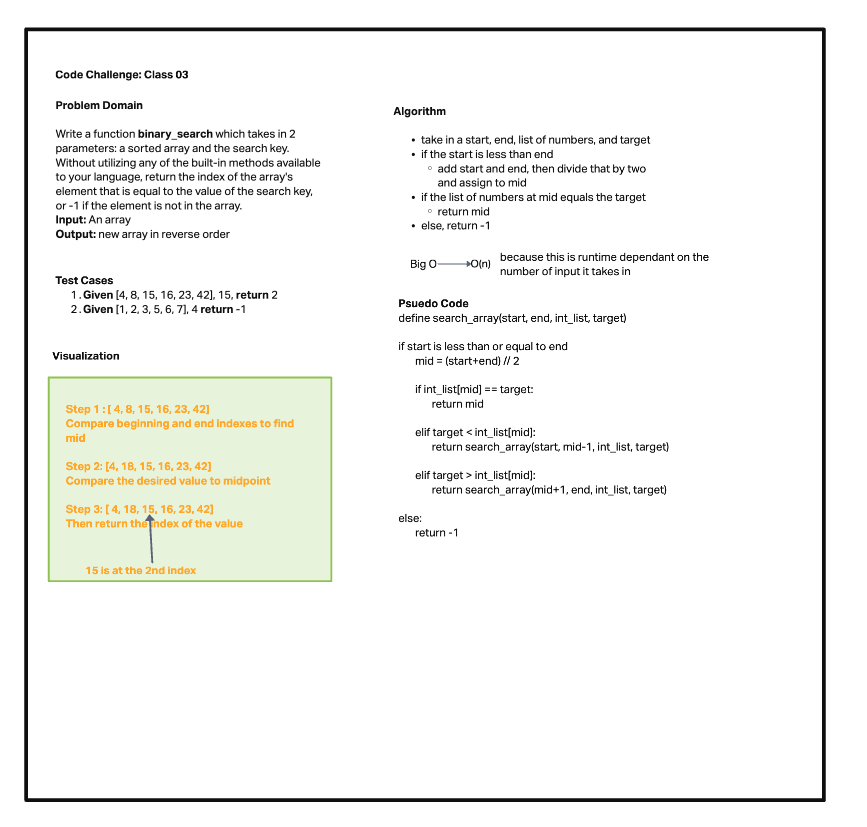 Code Challenge: Class 03
Problem Domain
Write a function binary_search which takes in 2
parameters: a sorted array and the search key.
Without utilizing any of the built-in methods available
to your language, return the index of the array's
element that is equal to the value of the search key,
or -1 if the element is not in the array.
Input: An array
Output: new array in reverse order
Test Cases
1. Given [4, 8, 15, 16, 23, 42], 15, return 2
2. Given [1, 2, 3, 5, 6, 7], 4 return -1
Visualization
Step 1 : [ 4, 8, 15, 16, 23, 42]
Compare beginning and end indexes to find
mid
Step 2: [4, 18, 15, 16, 23, 42]
Compare the desired value to midpoint
Step 3: [ 4, 18, 15, 16, 23, 42]
Then return the index of the value
15 is at the 2nd index
Algorithm
• take in a start, end, list of numbers, and target
• if the start is less than end
◦ add start and end, then divide that by two
and assign to mid
• if the list of numbers at mid equals the target
◦ return mid
• else, return -1
Big O O(n) because this is runtime dependant on the
number of input it takes in
Psuedo Code
define search_array(start, end, int_list, target)
if start is less than or equal to end
mid = (start+end) // 2
if int_list[mid] == target:
return mid
elif target < int_list[mid]:
return search_array(start, mid-1, int_list, target)
elif target > int_list[mid]:
return search_array(mid+1, end, int_list, target)
else:
return -1